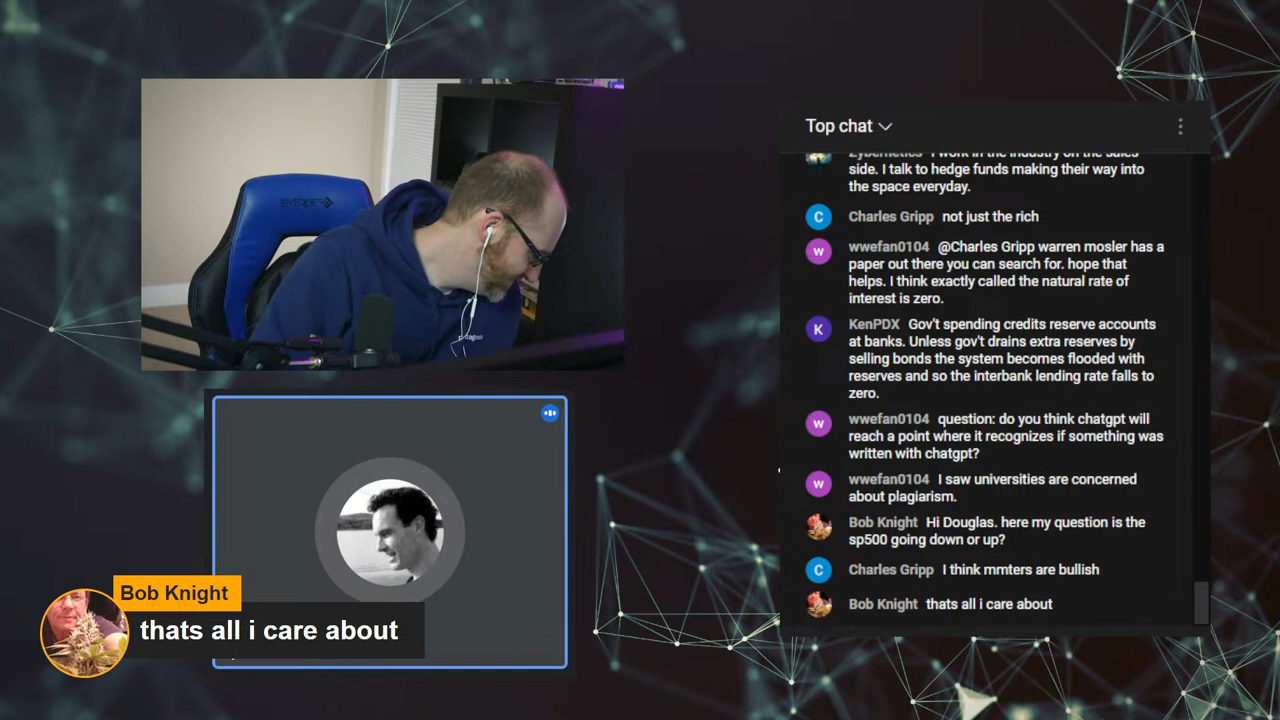 EMERGE
Top chat
Zybernetics I work in the industry on the sales
side. I talk to hedge funds making their way into
the space everyday.
C Charles Gripp not just the rich
w wwefan0104 @Charles Gripp warren mosler has a
paper out there you can search for. hope that
helps. I think exactly called the natural rate of
interest is zero.
K KenPDX Gov't spending credits reserve accounts
at banks. Unless gov't drains extra reserves by
selling bonds the system becomes flooded with
reserves and so the interbank lending rate falls to
zero.
w wwefan0104 question: do you think chatgpt will
reach a point where it recognizes if something was
written with chatgpt?
w wwefan0104 I saw universities are concerned
about plagiarism.
Bob Knight Hi Douglas. here my question is the
sp500 going down or up?
C Charles Gripp I think mmters are bullish
Bob Knight thats all i care about
Bob Knight
thats all i care about